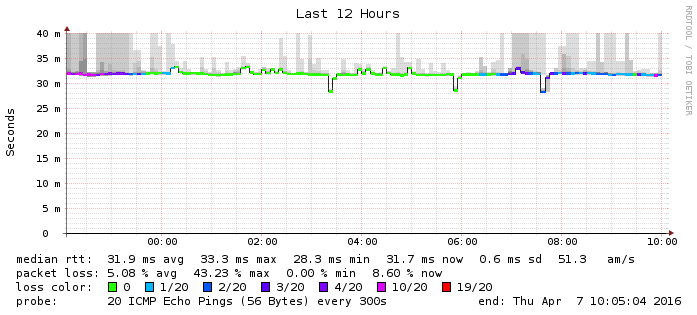 Last 12 Hours
RRDTOOL / TOBI OETIKER
Seconds
40 m
35 m
30 m
25 m
20 m
15 m
10 m
5 m
0
00:00 02:00 04:00 06:00 08:00 10:00
median rtt: 31.9 ms avg 33.3 ms max 28.3 ms min 31.7 ms now 0.6 ms sd 51.3 am/s
packet loss: 5.08 % avg 43.23 % max 0.00 % min 8.60 % now
loss color: 0 1/20 2/20 3/20 4/20 10/20 19/20
probe: 20 ICMP Echo Pings (56 Bytes) every 300s end: Thu Apr 7 10:05:04 2016